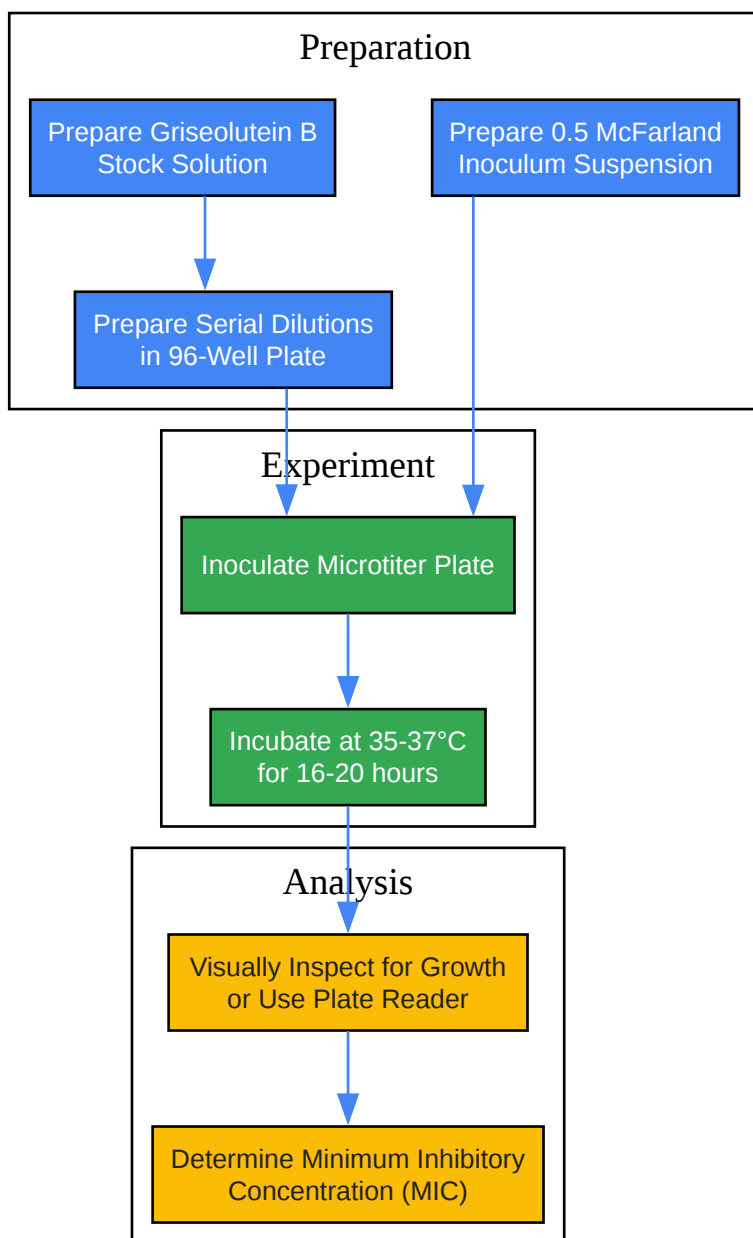 Preparation
Prepare Griseolutein B
Stock Solution
Prepare 0.5 McFarland
Inoculum Suspension
Prepare Serial Dilutions
in 96-Well Plate
Experiment
Inoculate Microtiter Plate
Incubate at 35-37°C
for 16-20 hours
Analysis
Visually Inspect for Growth
or Use Plate Reader
Determine Minimum Inhibitory
Concentration (MIC)